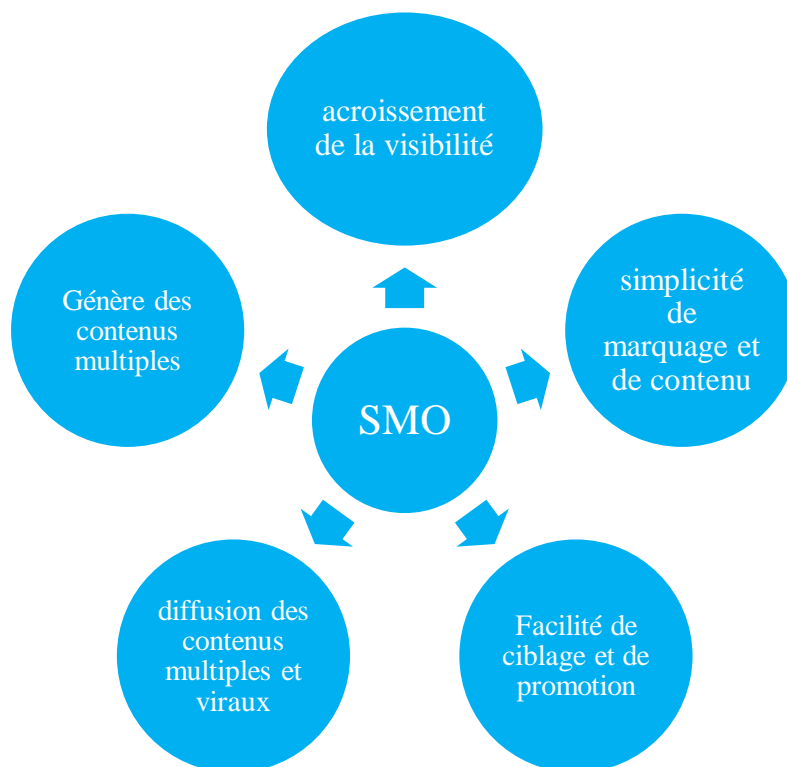 acroissement
de la visibilité
simplicité
de
marquage et
de contenu
Facilité de
ciblage et de
promotion
diffusion des
contenus
multiples et
viraux
Génère des
contenus
multiples
SMO